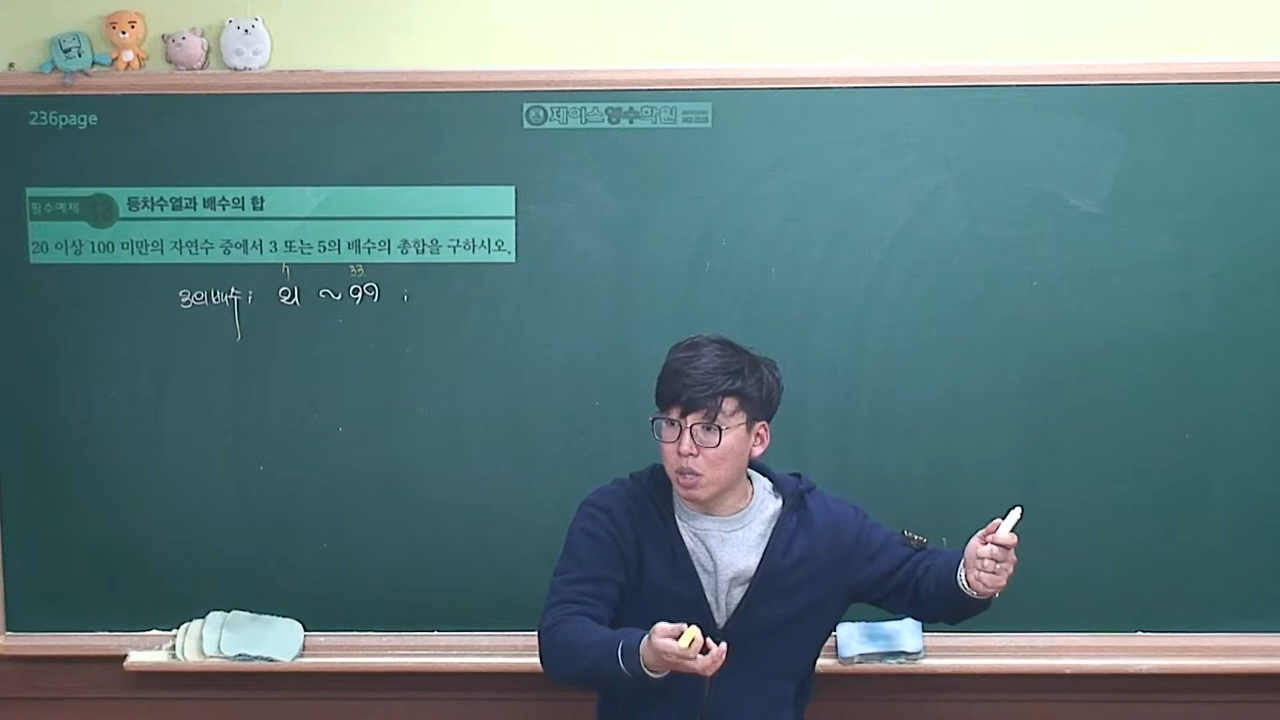 236page
제이스영수학원
필수예제 12
등차수열과 배수의 합
20 이상 100 미만의 자연수 중에서 3 또는 5의 배수의 총합을 구하시오.
7 33
3의배수; 21 ~ 99 ;